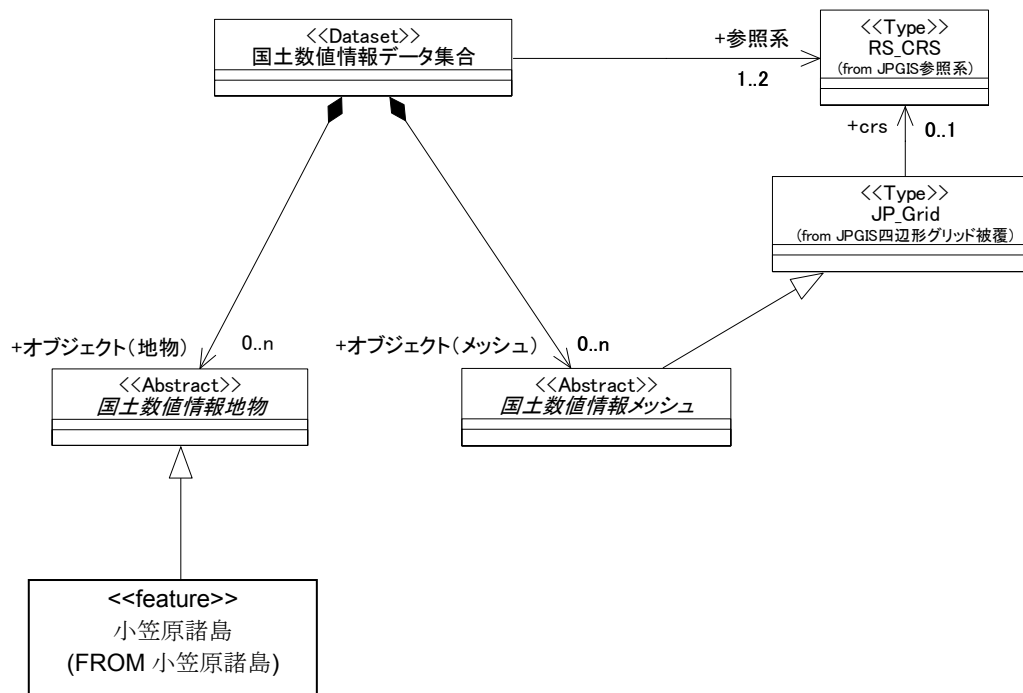 <<Dataset>>
国土数値情報データ集合
+参照系
1..2
<<Type>>
RS_CRS
(from JPGIS参照系)
+crs
0..1
<<Type>>
JP_Grid
(from JPGIS四辺形グリッド被覆)
+オブジェクト(地物)
0..n
+オブジェクト(メッシュ)
0..n
<<Abstract>>
国土数値情報地物
<<Abstract>>
国土数値情報メッシュ
<<feature>>
小笠原諸島
(FROM 小笠原諸島)